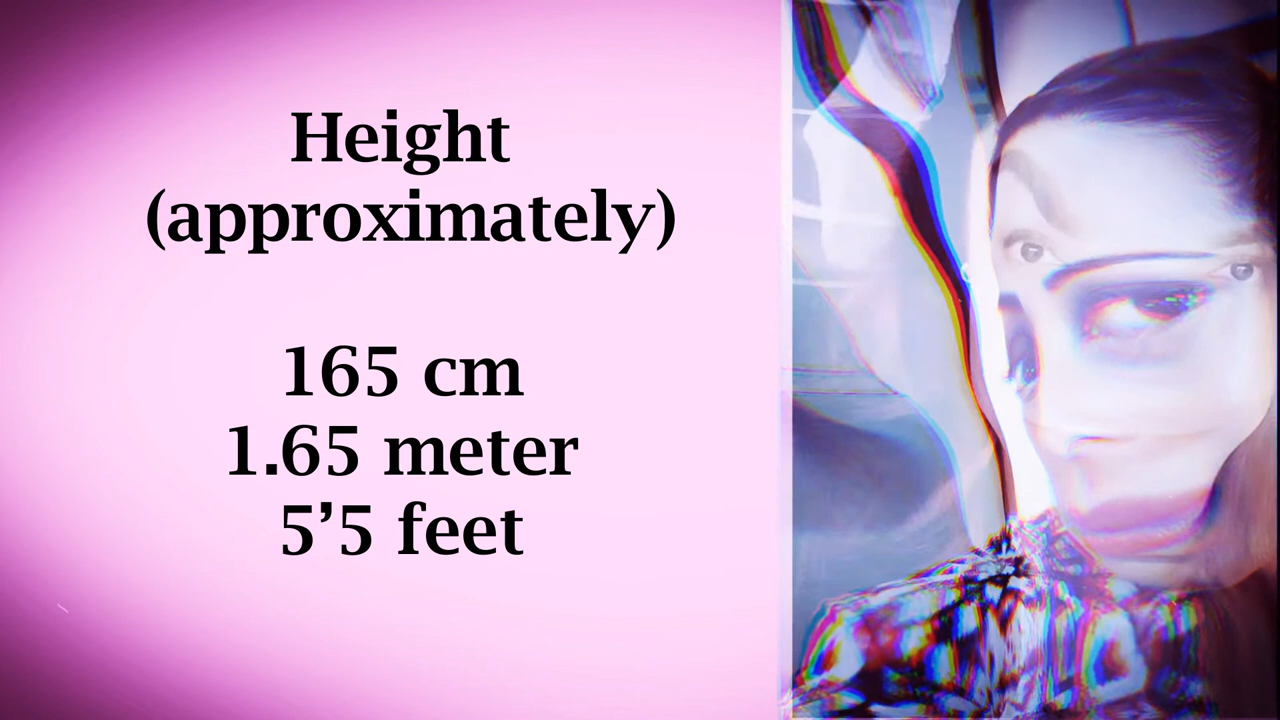 Height
(approximately)
165 cm
1.65 meter
5’5 feet